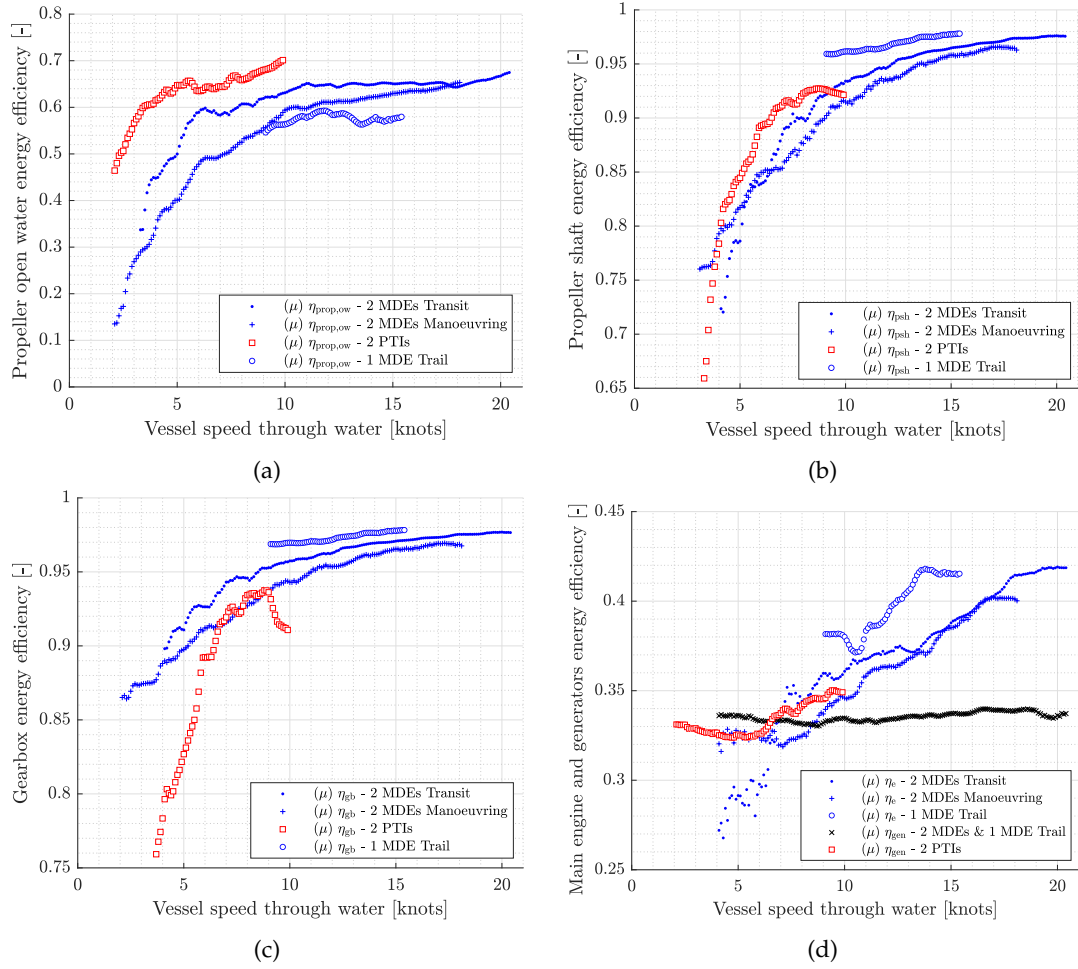 Propeller open water energy efficiency [-]
0.8
0.7
0.6
0.5
0.4
0.3
0.2
0.1
0
0 5 10 15 20
Vessel speed through water [knots]
(μ) η_prop,ow - 2 MDEs Transit
(μ) η_prop,ow - 2 MDEs Manoeuvring
(μ) η_prop,ow - 2 PTIs
(μ) η_prop,ow - 1 MDE Trail
(a)
Propeller shaft energy efficiency [-]
1
0.95
0.9
0.85
0.8
0.75
0.7
0.65
0 5 10 15 20
Vessel speed through water [knots]
(μ) η_psh - 2 MDEs Transit
(μ) η_psh - 2 MDEs Manoeuvring
(μ) η_psh - 2 PTIs
(μ) η_psh - 1 MDE Trail
(b)
Gearbox energy efficiency [-]
1
0.95
0.9
0.85
0.8
0.75
0 5 10 15 20
Vessel speed through water [knots]
(μ) η_gb - 2 MDEs Transit
(μ) η_gb - 2 MDEs Manoeuvring
(μ) η_gb - 2 PTIs
(μ) η_gb - 1 MDE Trail
(c)
Main engine and generators energy efficiency [-]
0.45
0.4
0.35
0.3
0.25
0 5 10 15 20
Vessel speed through water [knots]
(μ) η_e - 2 MDEs Transit
(μ) η_e - 2 MDEs Manoeuvring
(μ) η_e - 1 MDE Trail
(μ) η_gen - 2 MDEs & 1 MDE Trail
(μ) η_gen - 2 PTIs
(d)